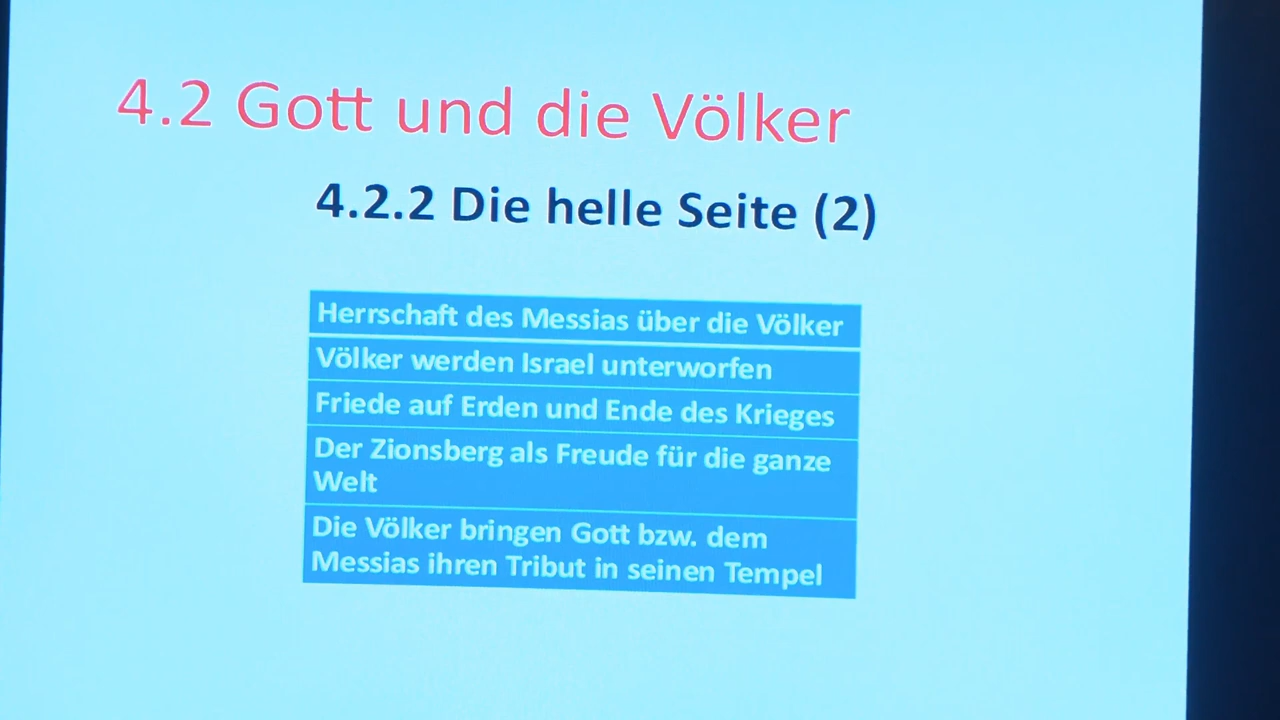 4.2 Gott und die Völker
4.2.2 Die helle Seite (2)
Herrschaft des Messias über die Völker
Völker werden Israel unterworfen
Friede auf Erden und Ende des Krieges
Der Zionsberg als Freude für die ganze
Welt
Die Völker bringen Gott bzw. dem
Messias ihren Tribut in seinen Tempel